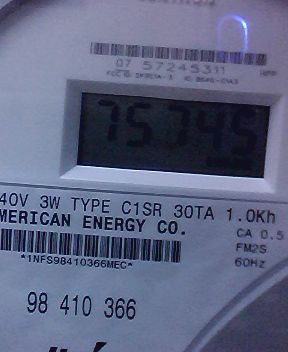 07 57245311
75745
40V 3W TYPE C1SR 30TA 1.0Kh
MERICAN ENERGY CO.
CA 0.5
FM2S
60Hz
*1NFS98410366MEC*
98 410 366